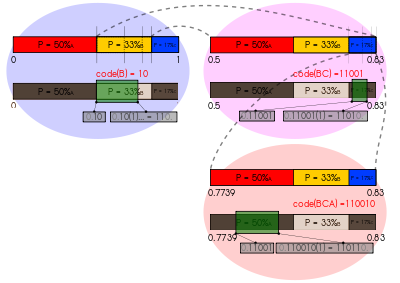 P = 50%A P = 33%B P = 17%C
0 1
code(B) = 10
P = 50%A P = 33%B P = 17%C
0
0.10 0.10(1)... = 110..
P = 50%A P = 33%B P = 17%C
0.5 0.83
code(BC) = 11001
P = 50%A P = 33%B P = 17%C
0.5 0.83
0.11001 0.11001(1) = 11010
P = 50%A P = 33%B P = 17%C
0.7739 0.83
code(BCA) = 110010
P = 50%A P = 33%B P = 17%C
0.7739 0.83
0.11001 0.110010(1) = 110010